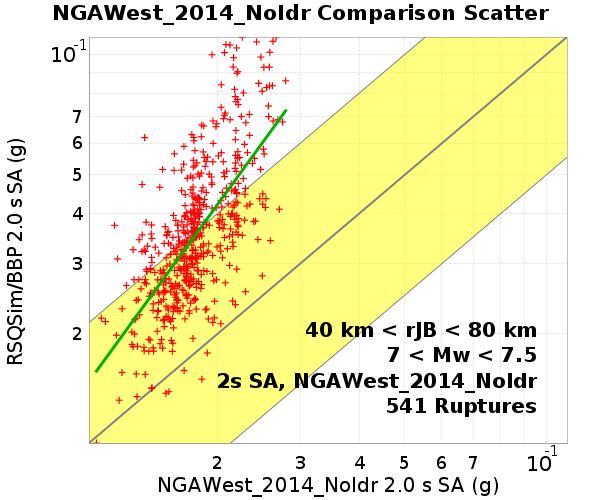 NGAWest_2014_NoIdr Comparison Scatter
10-1
7
6
5
4
3
2
RSQSim/BBP 2.0 s SA (g)
40 km < rJB < 80 km
7 < Mw < 7.5
2s SA, NGAWest_2014_NoIdr
541 Ruptures
2 3 4 5 6 7 10-1
NGAWest_2014_NoIdr 2.0 s SA (g)